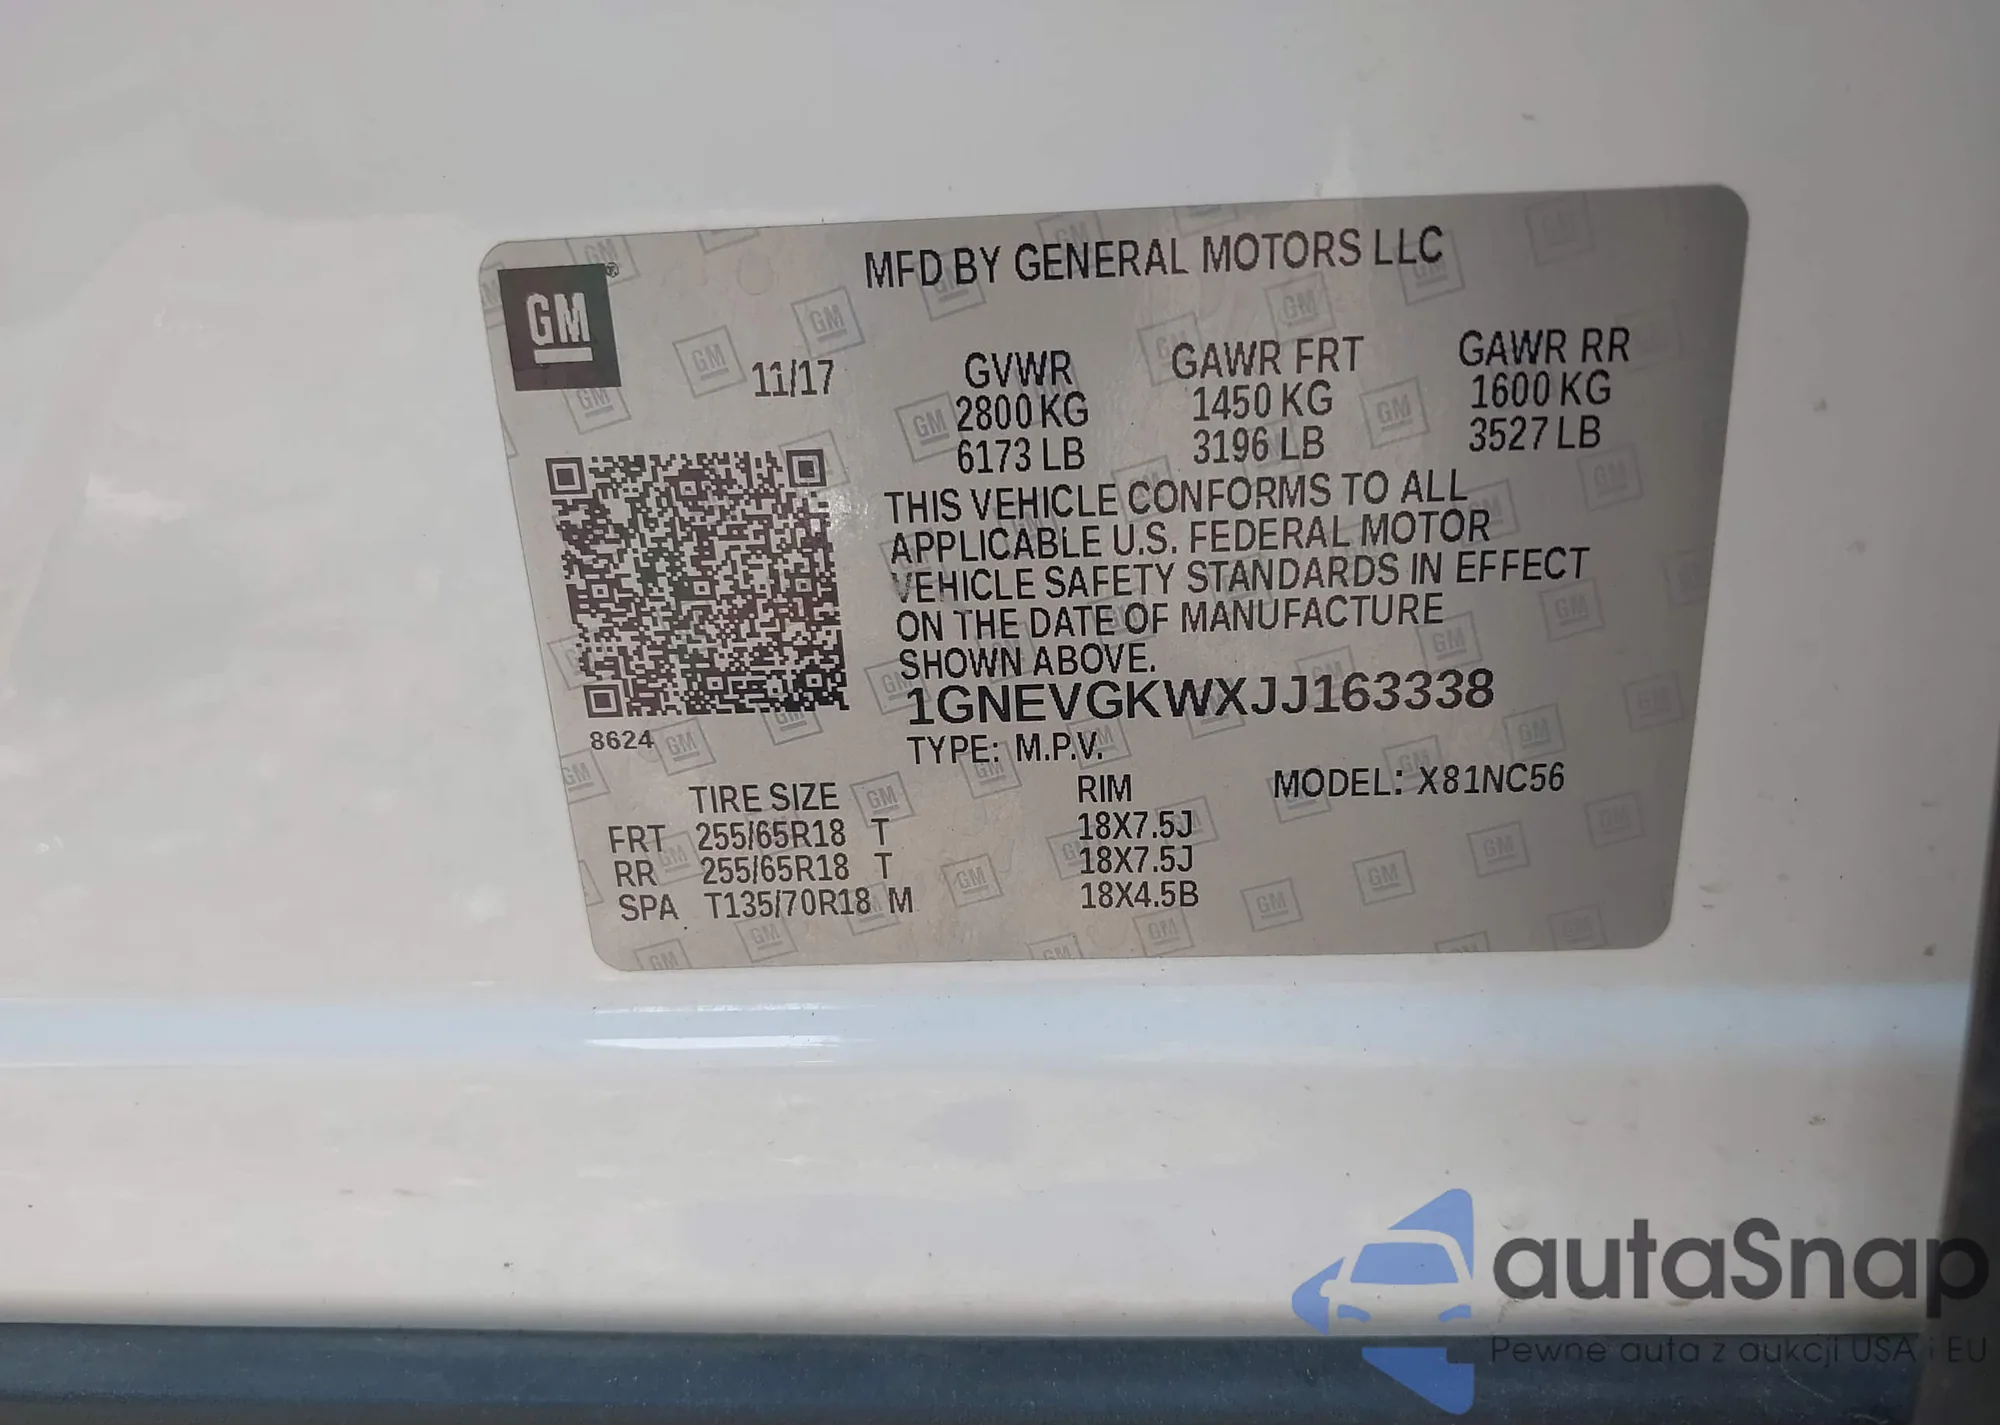 MFD BY GENERAL MOTORS LLC
GM
11/17
GVWR GAWR FRT GAWR RR
2800 KG 1450 KG 1600 KG
6173 LB 3196 LB 3527 LB
THIS VEHICLE CONFORMS TO ALL
APPLICABLE U.S. FEDERAL MOTOR
VEHICLE SAFETY STANDARDS IN EFFECT
ON THE DATE OF MANUFACTURE
SHOWN ABOVE.
1GNEVGKWXJJ163338
8624
TYPE: M.P.V.
MODEL: X81NC56
TIRE SIZE RIM
FRT 255/65R18 T 18X7.5J
RR 255/65R18 T 18X7.5J
SPA T135/70R18 M 18X4.5B
autaSnap
Pewne auta z aukcji USA i EU